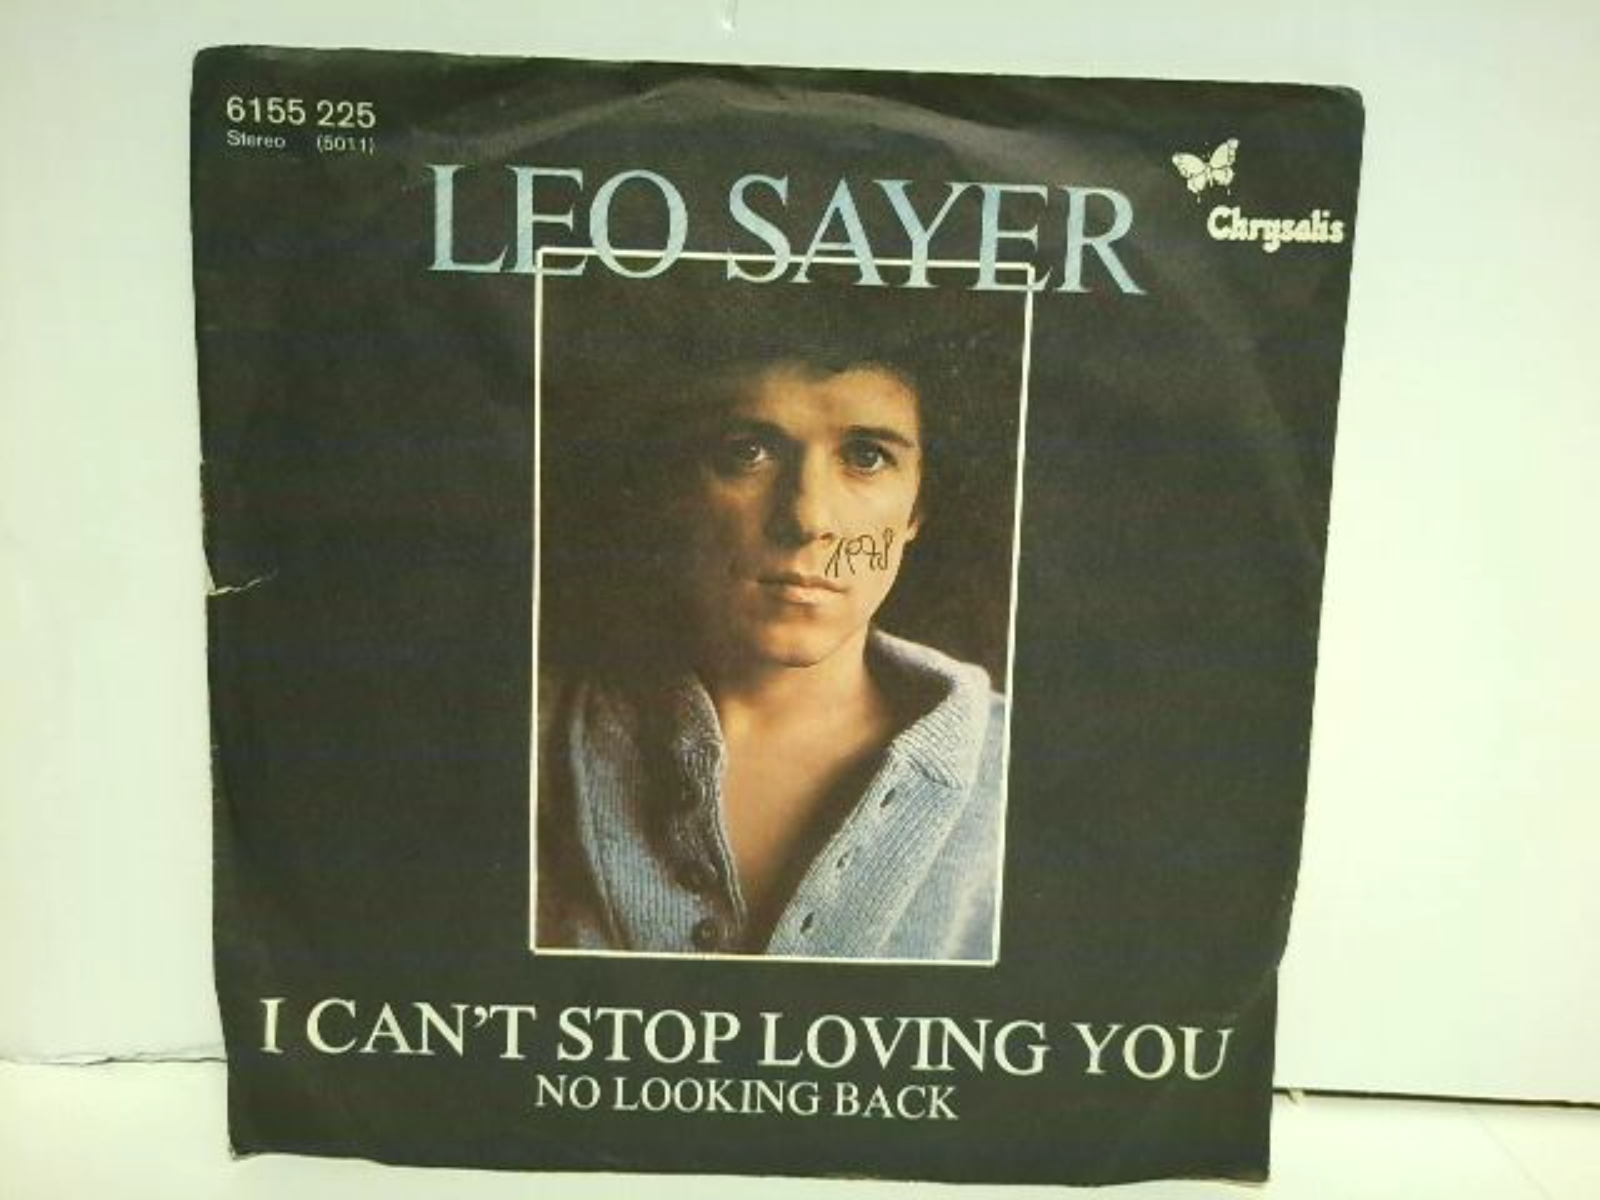 6155 225
Stereo (5011)
LEO SAYER
Chrysalis
1978
I CAN'T STOP LOVING YOU
NO LOOKING BACK